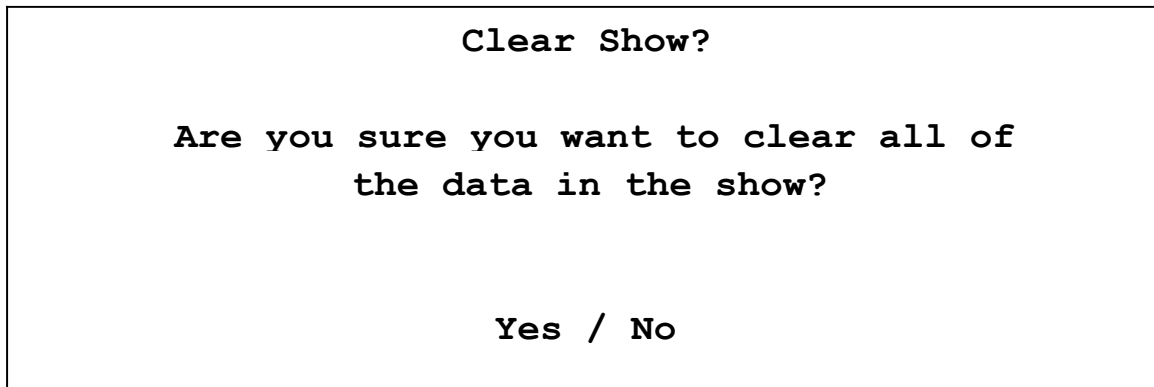 Clear Show?
Are you sure you want to clear all of
the data in the show?
Yes / No